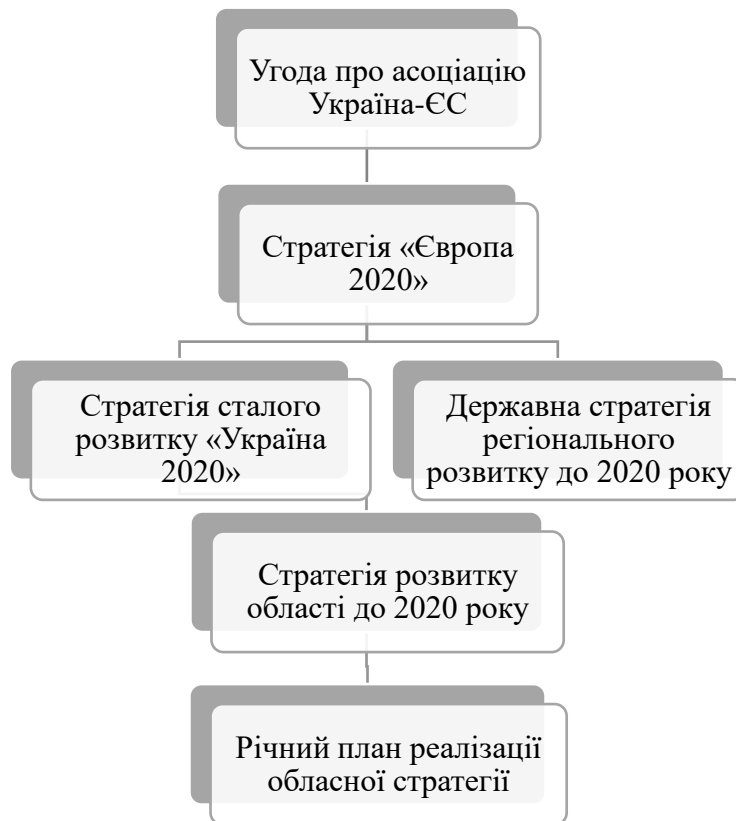 Угода про асоціацію
Україна-ЄС
Стратегія «Європа
2020»
Стратегія сталого
розвитку «Україна
2020»
Державна стратегія
регіонального
розвитку до 2020 року
Стратегія розвитку
області до 2020 року
Річний план реалізації
обласної стратегії